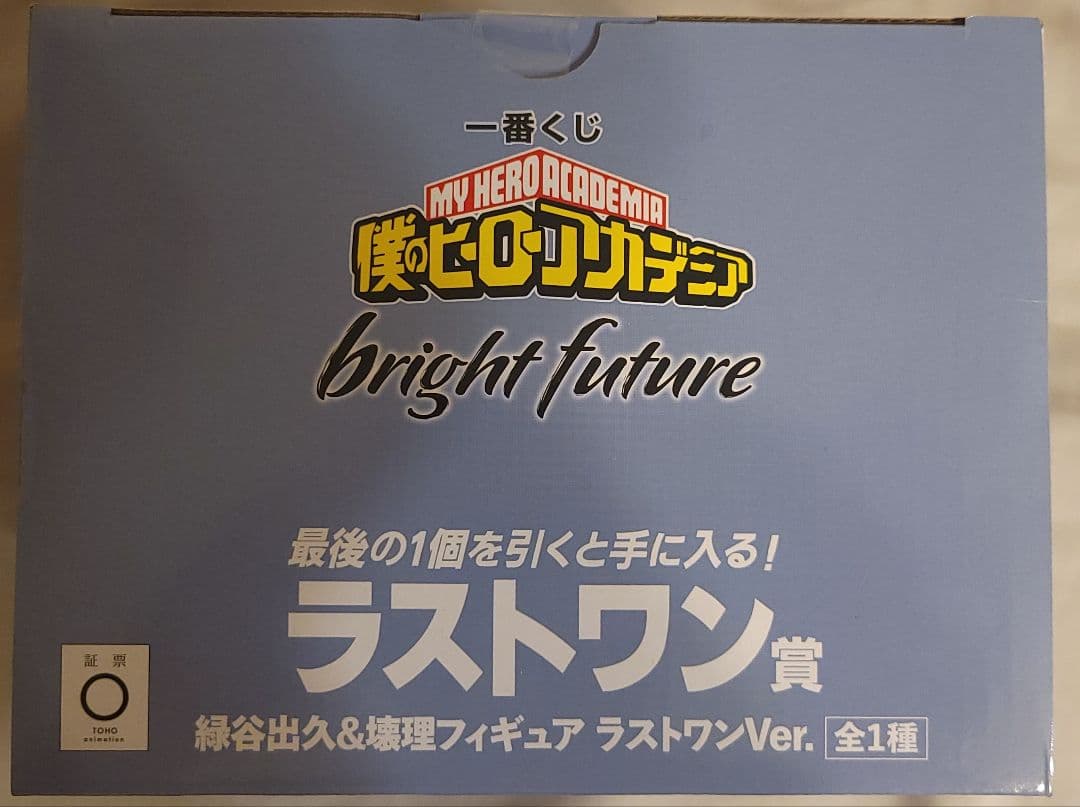 一番くじ
MY HERO ACADEMIA
僕のヒーローアカデミア
bright future
最後の1個を引くと手に入る!
ラストワン賞
緑谷出久&壊理フィギュア ラストワンVer. 全1種
証票
TOHO
animation